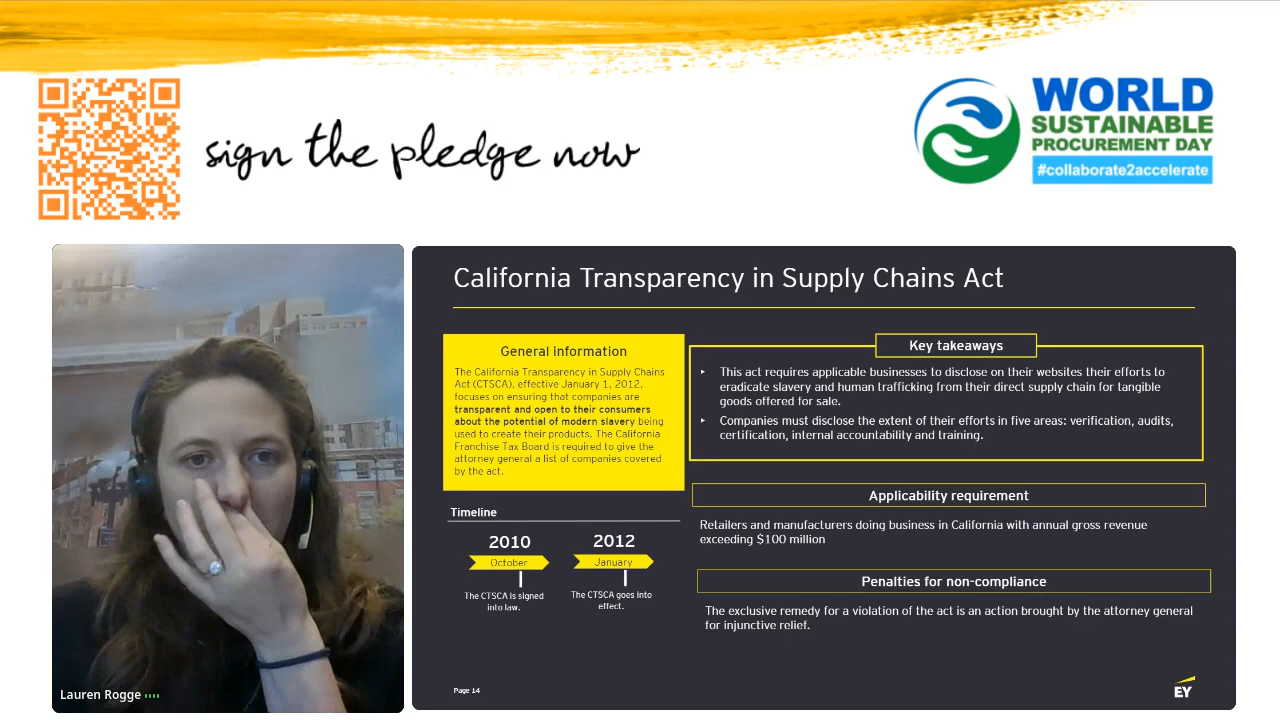 sign the pledge now
WORLD
SUSTAINABLE
PROCUREMENT DAY
#collaborate2accelerate
Lauren Rogge
California Transparency in Supply Chains Act
General information
The California Transparency in Supply Chains
Act (CTSCA), effective January 1, 2012,
focuses on ensuring that companies are
transparent and open to their consumers
about the potential of modern slavery being
used to create their products. The California
Franchise Tax Board is required to give the
attorney general a list of companies covered
by the act.
Timeline
2010
October
The CTSCA is signed
into law.
2012
January
The CTSCA goes into
effect.
Key takeaways
‣ This act requires applicable businesses to disclose on their websites their efforts to
eradicate slavery and human trafficking from their direct supply chain for tangible
goods offered for sale.
‣ Companies must disclose the extent of their efforts in five areas: verification, audits,
certification, internal accountability and training.
Applicability requirement
Retailers and manufacturers doing business in California with annual gross revenue
exceeding $100 million
Penalties for non-compliance
The exclusive remedy for a violation of the act is an action brought by the attorney general
for injunctive relief.
Page 14
EY